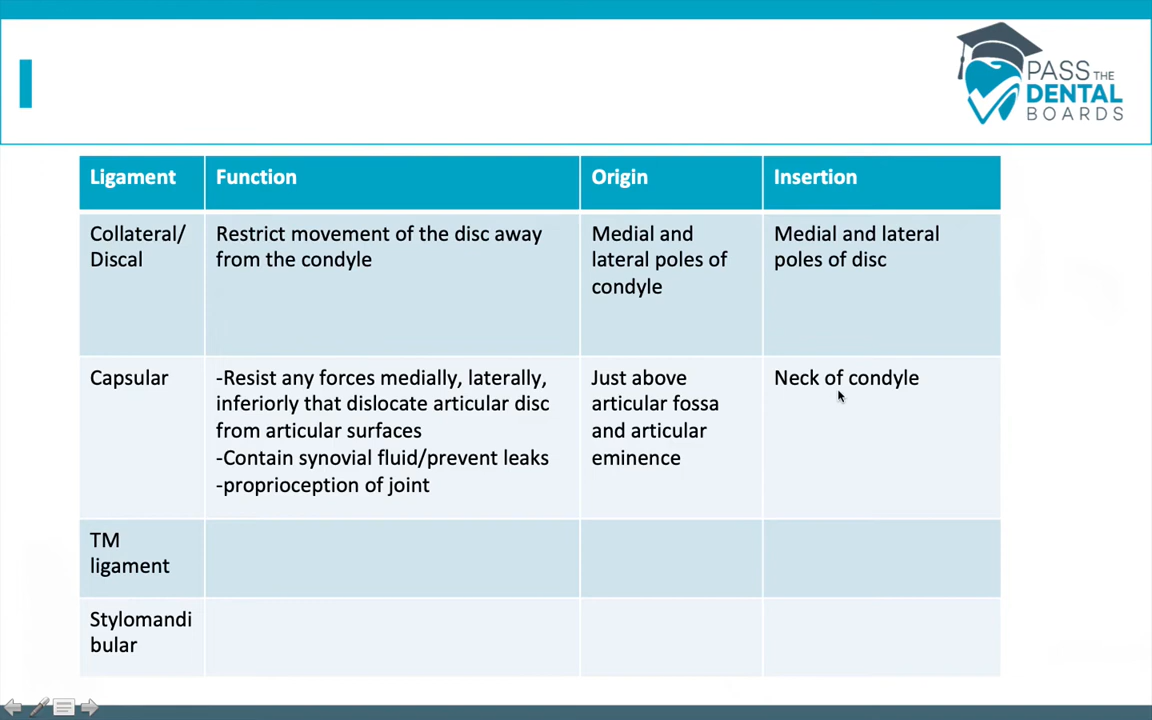 PASS THE
DENTAL
BOARDS
Ligament
Function
Origin
Insertion
Collateral/
Discal
Restrict movement of the disc away
from the condyle
Medial and
lateral poles of
condyle
Medial and lateral
poles of disc
Capsular
-Resist any forces medially, laterally,
inferiorly that dislocate articular disc
from articular surfaces
-Contain synovial fluid/prevent leaks
-proprioception of joint
Just above
articular fossa
and articular
eminence
Neck of condyle
TM
ligament
Stylomandi
bular